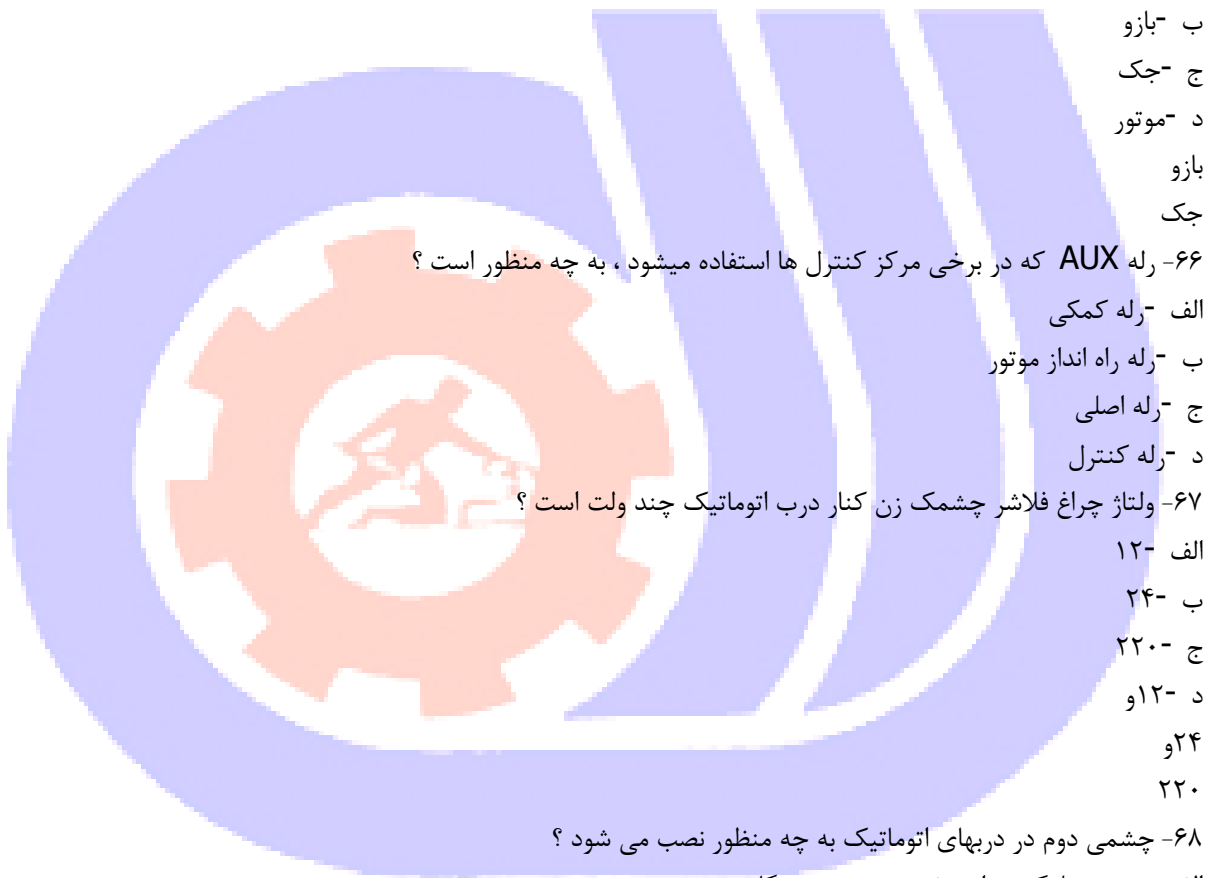 ب -بازو
ج -جک
د -موتور
بازو
جک
۶۶- رله AUX که در برخی مرکز کنترل ها استفاده میشود ، به چه منظور است ؟
الف -رله کمکی
ب -رله راه انداز موتور
ج -رله اصلی
د -رله کنترل
۶۷- ولتاژ چراغ فلاشر چشمک زن کنار درب اتوماتیک چند ولت است ؟
الف -۱۲
ب -۲۴
ج -۲۲۰
د -۱۲و
۲۴و
۲۲۰
۶۸- چشمی دوم در دربهای اتوماتیک به چه منظور نصب می شود ؟